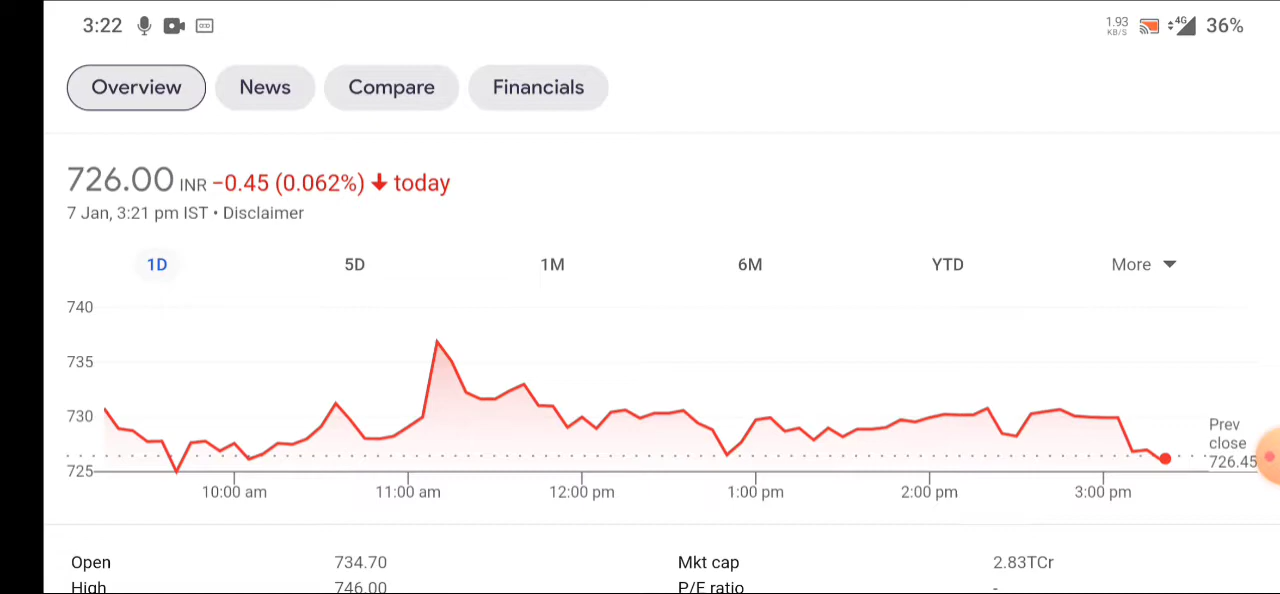 3:22
1.93 KB/S 4G 36%
Overview News Compare Financials
726.00 INR −0.45 (0.062%) today
7 Jan, 3:21 pm IST • Disclaimer
1D 5D 1M 6M YTD More
740
735
730
725
Prev
close
726.45
10:00 am 11:00 am 12:00 pm 1:00 pm 2:00 pm 3:00 pm
Open 734.70 Mkt cap 2.83TCr
High 746.00 P/E ratio -